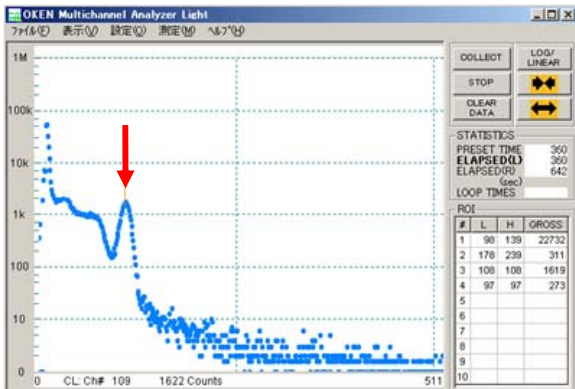 OKEN Multichannel Analyzer Light
ファイル(F) 表示(V) 設定(O) 測定(M) ヘルプ(H)
1M
100k
10k
1k
100
10
0
0 CL: Ch# 109 1622 Counts 511
COLLECT LOG/LINEAR
STOP
CLEAR DATA
STATISTICS
PRESET TIME 360
ELAPSED(L) 360
ELAPSED(R) 642
(sec)
LOOP TIMES
ROI
# L H GROSS
1 98 139 22732
2 178 239 311
3 108 108 1619
4 97 97 273
5
6
7
8
9
10